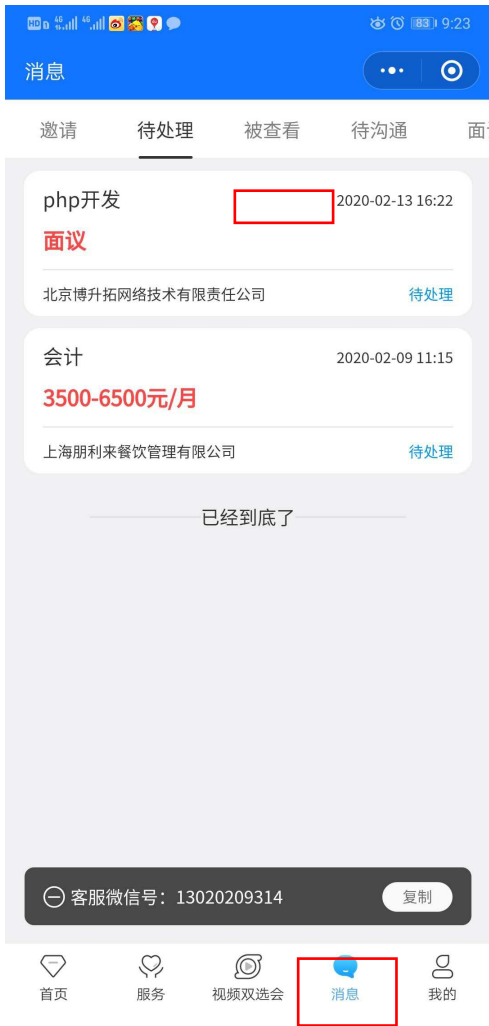 HD 4G 4G 83 9:23
消息
邀请 待处理 被查看 待沟通
php开发 2020-02-13 16:22
面议
北京博升拓网络技术有限责任公司 待处理
会计 2020-02-09 11:15
3500-6500元/月
上海朋利来餐饮管理有限公司 待处理
已经到底了
客服微信号：13020209314 复制
首页 服务 视频双选会 消息 我的